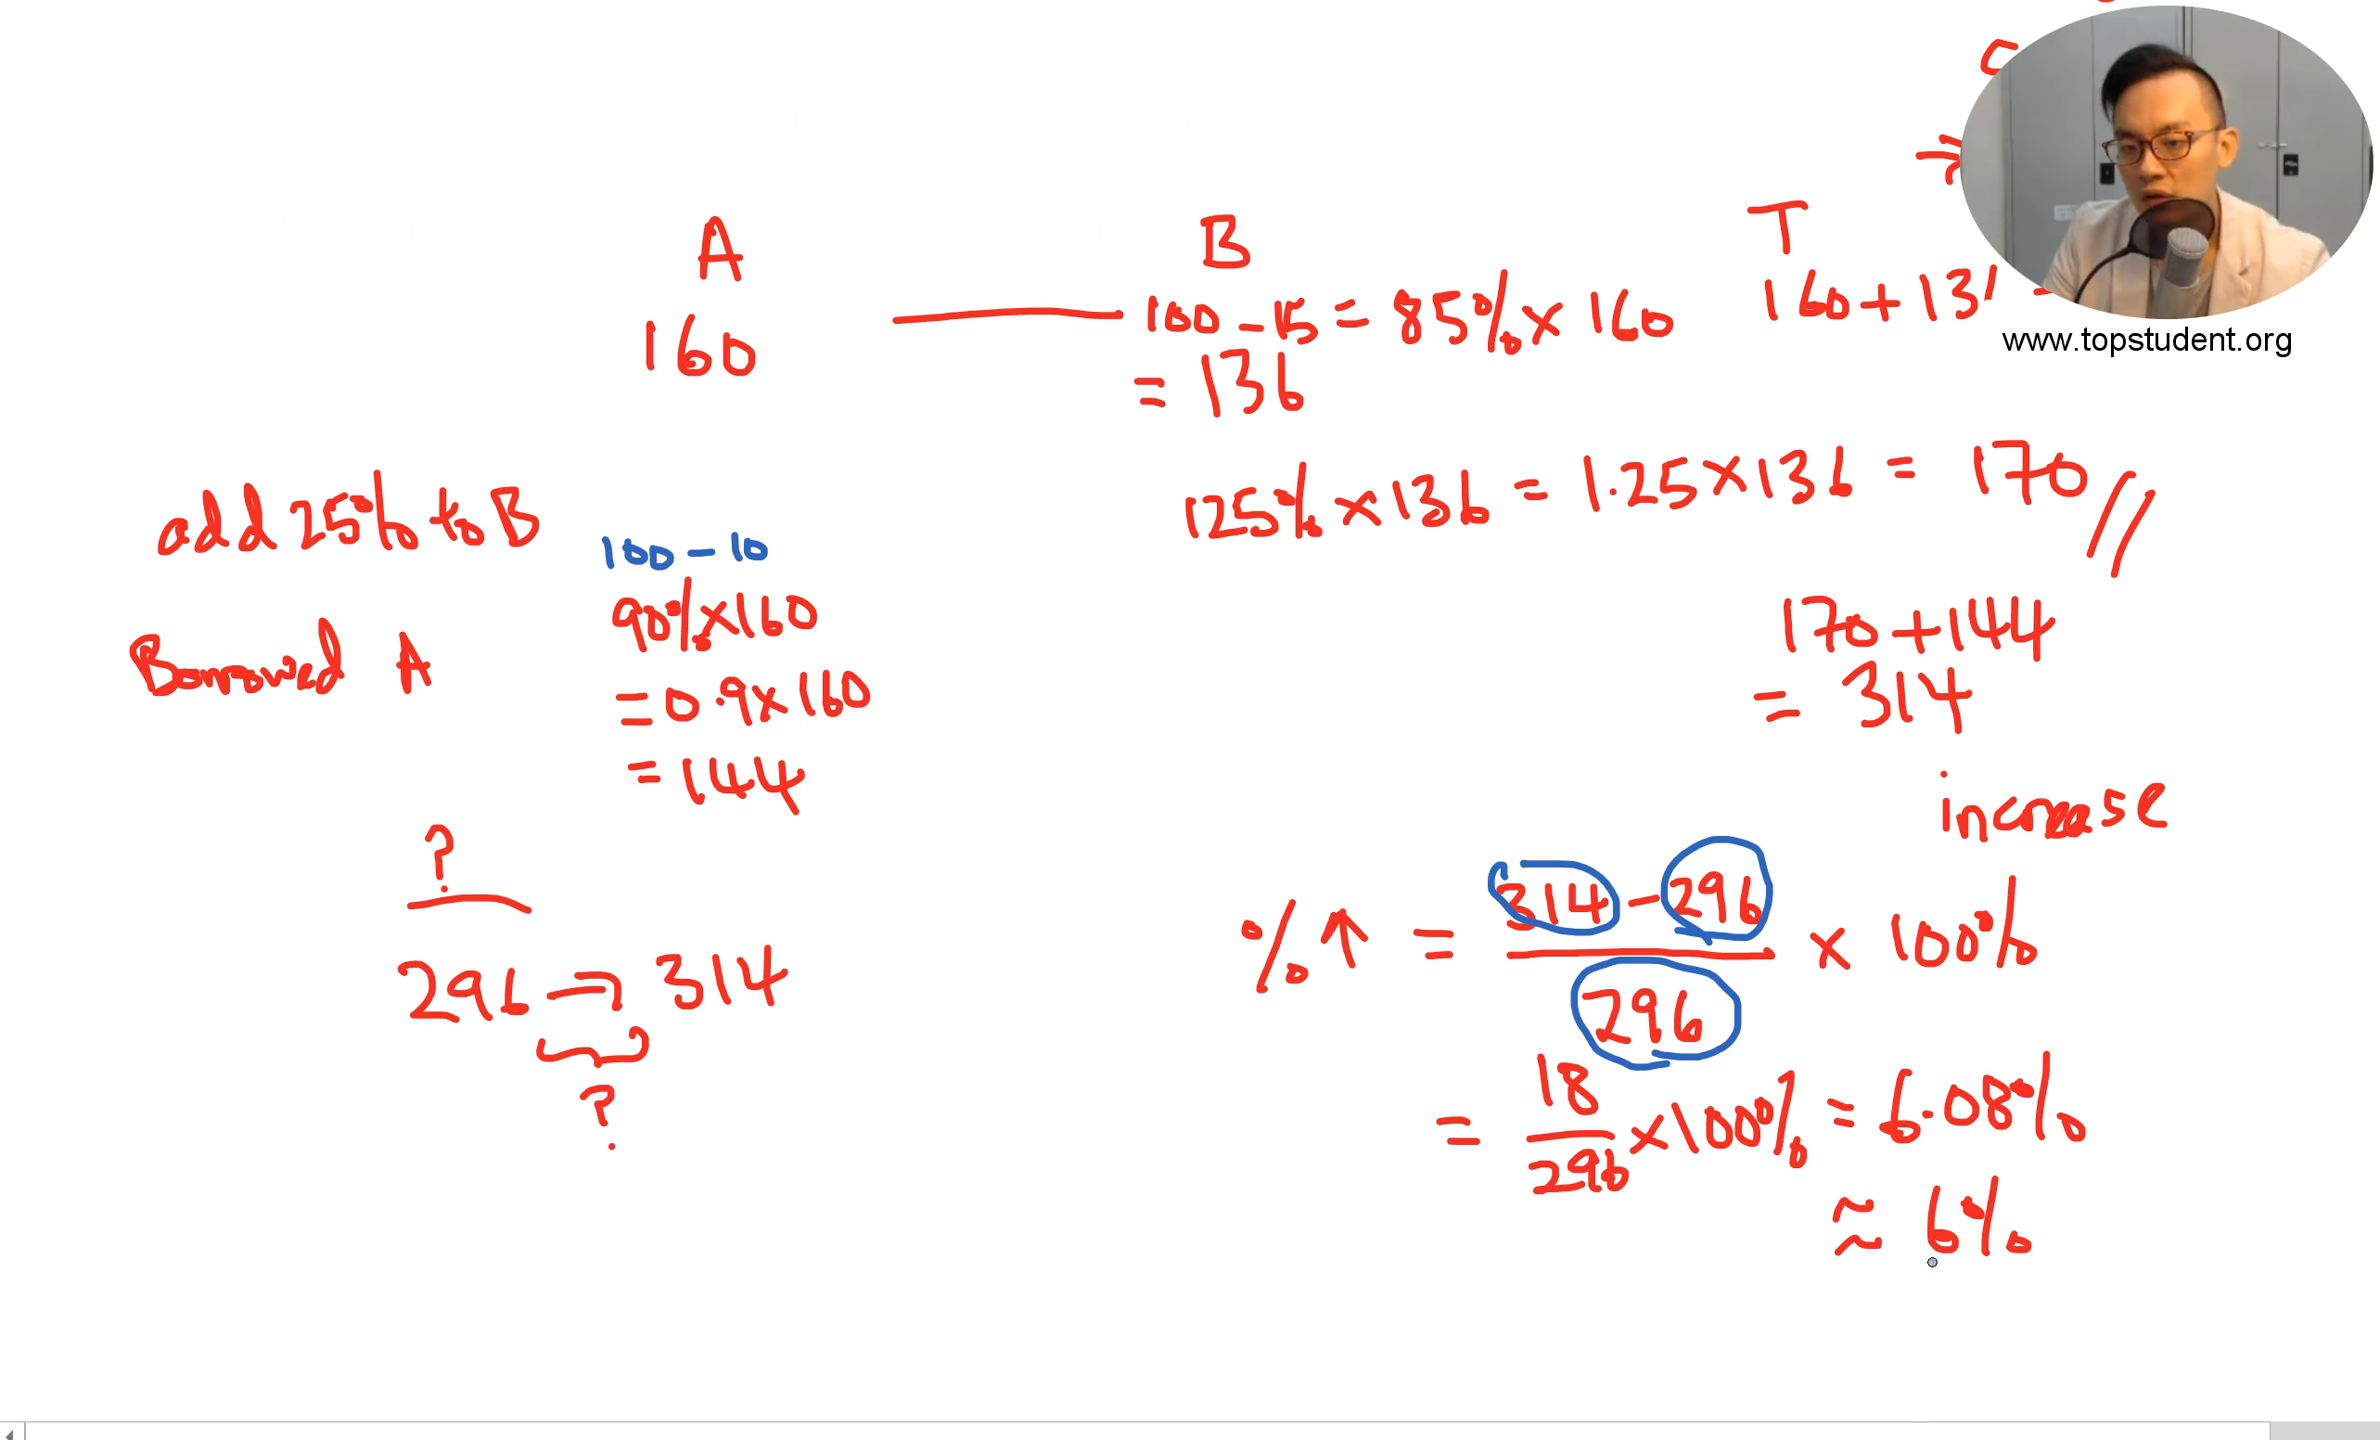 A B T
160 100 - 15 = 85% × 160 160 + 13
= 136
www.topstudent.org
add 25% to B 125% × 136 = 1.25 × 136 = 170
100 - 10
Borrowed A 90% × 160 170 + 144
= 0.9 × 160 = 314
= 144
increase
?
%↑ = 314 - 296 / 296 × 100%
296 → 314
?
= 18/296 × 100% = 6.08%
≈ 6%